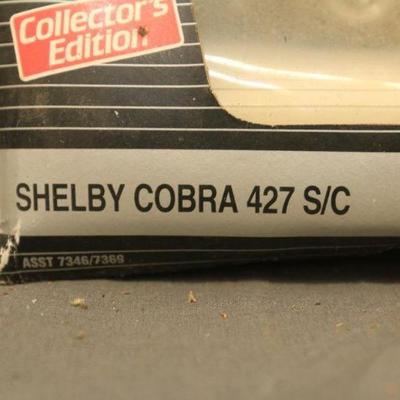 Collector's
Edition
SHELBY COBRA 427 S/C
ASST 7346/7369